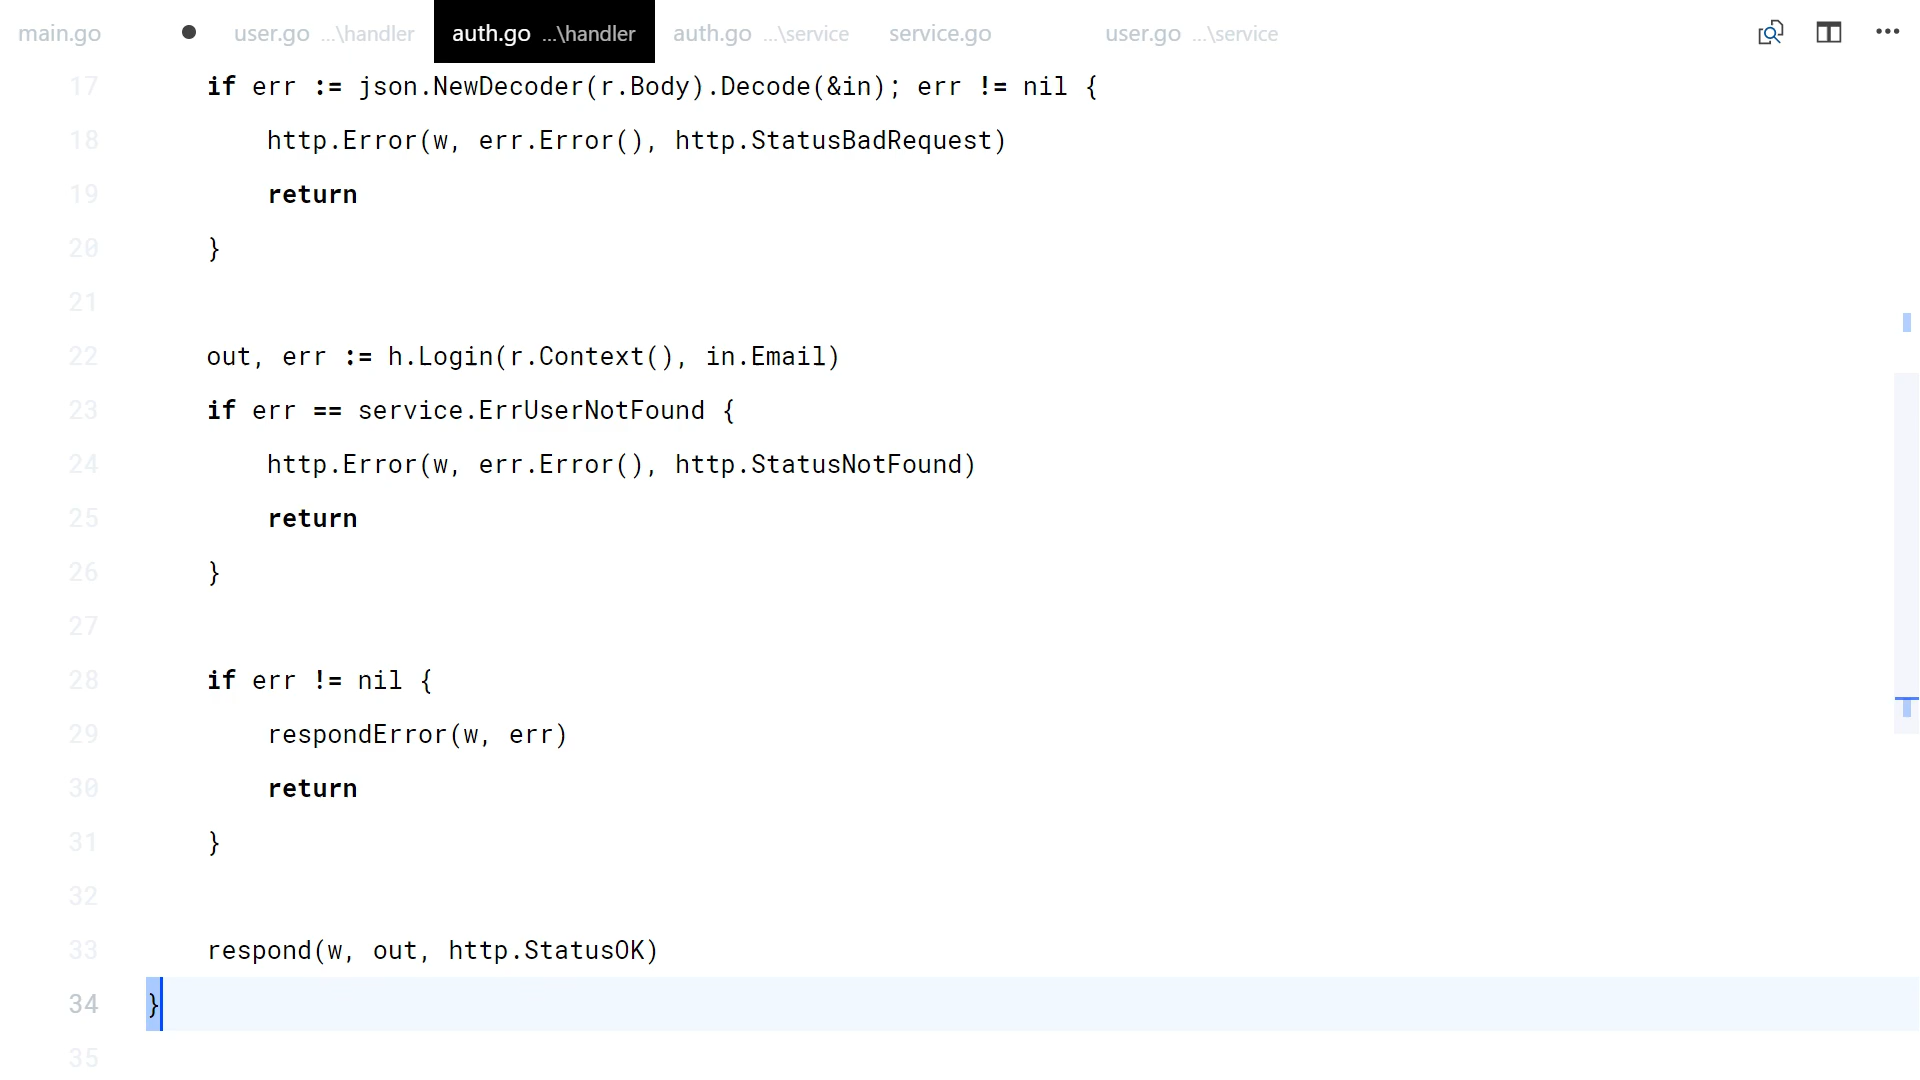 main.go ● user.go ...\handler auth.go ...\handler auth.go ...\service service.go user.go ...\service
17 if err := json.NewDecoder(r.Body).Decode(&in); err != nil {
18 http.Error(w, err.Error(), http.StatusBadRequest)
19 return
20 }
21
22 out, err := h.Login(r.Context(), in.Email)
23 if err == service.ErrUserNotFound {
24 http.Error(w, err.Error(), http.StatusNotFound)
25 return
26 }
27
28 if err != nil {
29 respondError(w, err)
30 return
31 }
32
33 respond(w, out, http.StatusOK)
34 }
35